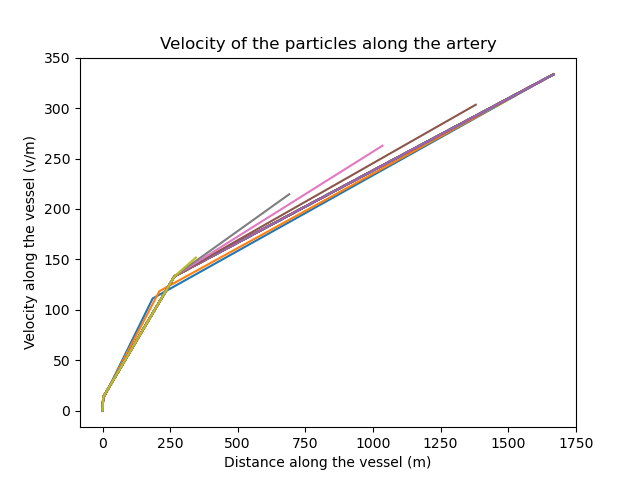 Velocity of the particles along the artery
350
300
250
200
150
100
50
0
Velocity along the vessel (v/m)
0 250 500 750 1000 1250 1500 1750
Distance along the vessel (m)